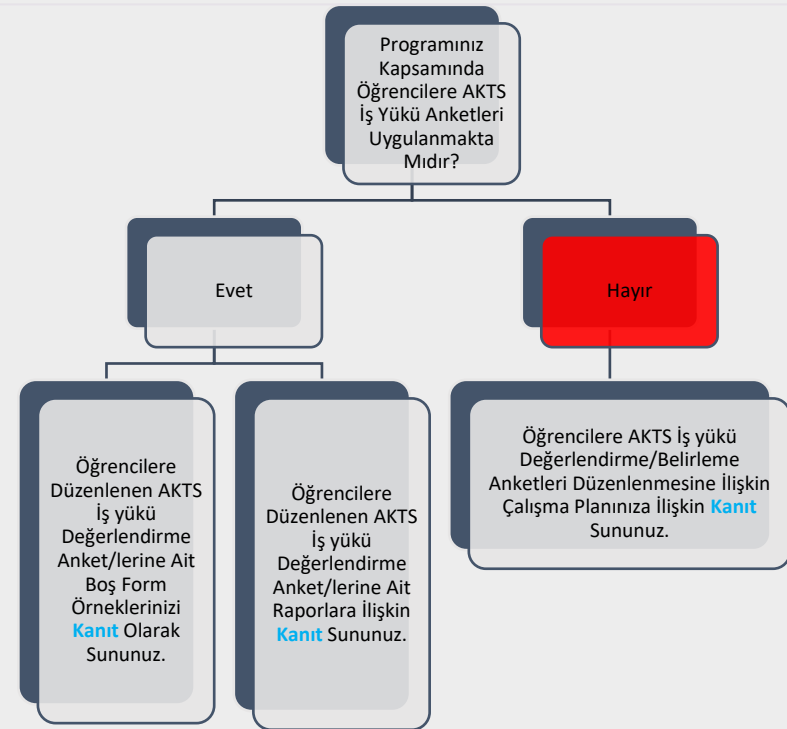 Programınız
Kapsamında
Öğrencilere AKTS
İş Yükü Anketleri
Uygulanmakta
Mıdır?
Evet
Hayır
Öğrencilere
Düzenlenen AKTS
İş yükü
Değerlendirme
Anket/lerine Ait
Boş Form
Örneklerinizi
Kanıt Olarak
Sununuz.
Öğrencilere
Düzenlenen AKTS
İş yükü
Değerlendirme
Anket/lerine Ait
Raporlara İlişkin
Kanıt Sununuz.
Öğrencilere AKTS İş yükü
Değerlendirme/Belirleme
Anketleri Düzenlenmesine İlişkin
Çalışma Planınıza İlişkin Kanıt
Sununuz.